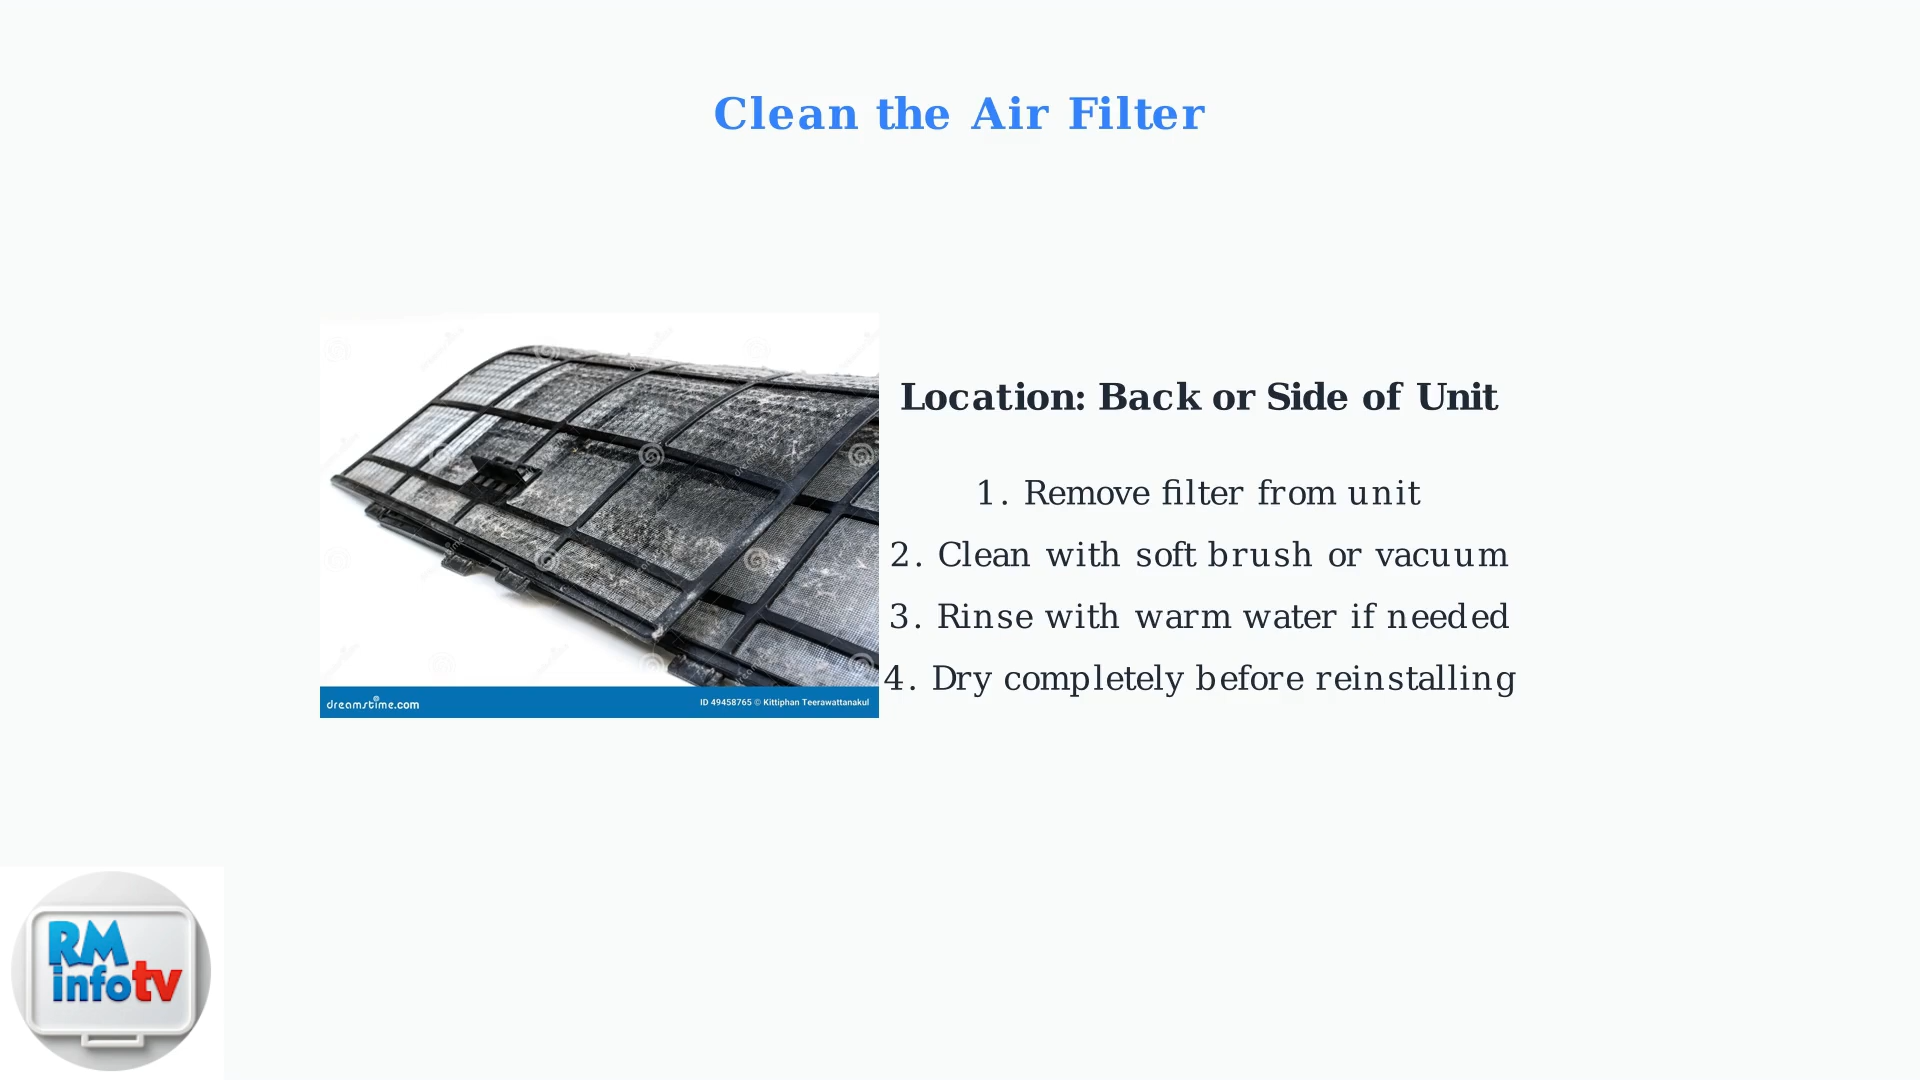 Clean the Air Filter
Location: Back or Side of Unit
1. Remove filter from unit
2. Clean with soft brush or vacuum
3. Rinse with warm water if needed
4. Dry completely before reinstalling
dreamstime.com
ID 49458765 © Kittiphan Teerawattanakul
RM
infotv